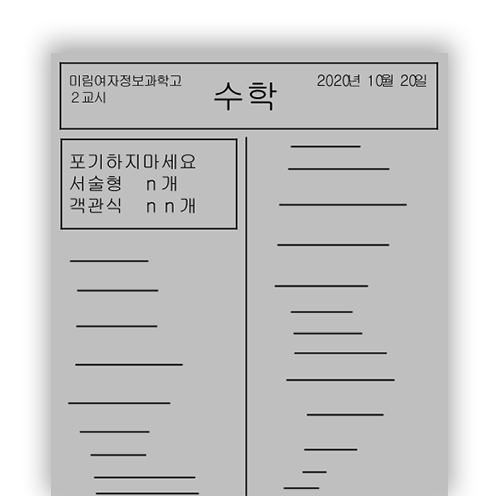 미림여자정보과학고
2교시
수학
2020년 10월 20일
포기하지마세요
서술형 n개
객관식 nn개